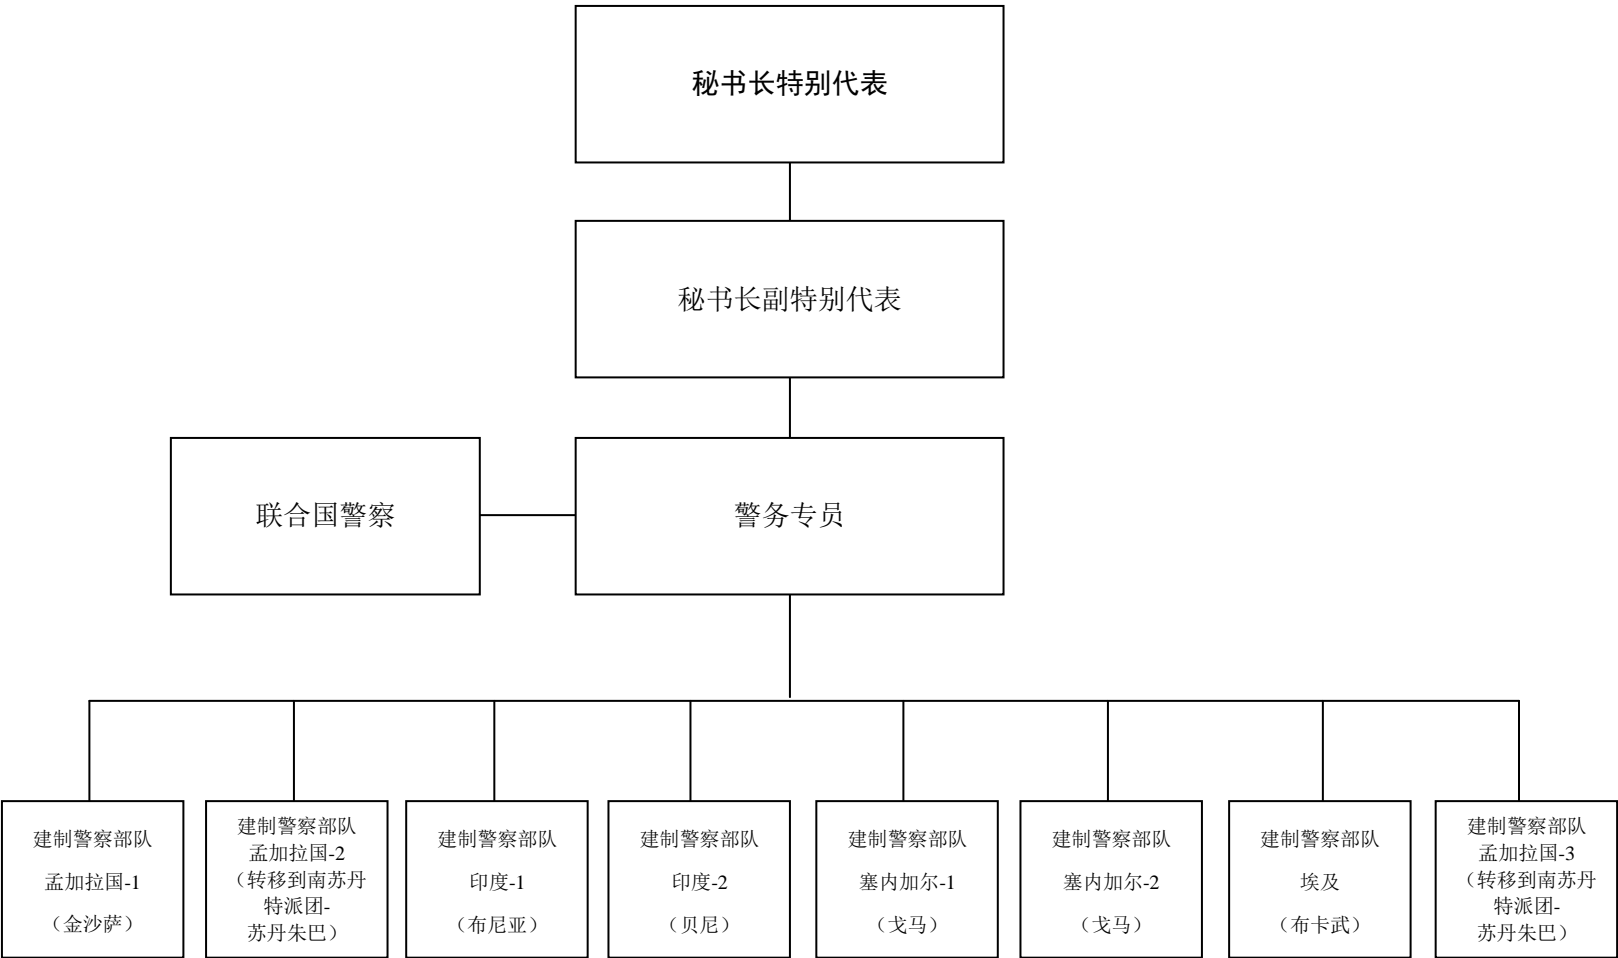 秘书长特别代表
秘书长副特别代表
联合国警察
警务专员
建制警察部队
孟加拉国-1
（金沙萨）
建制警察部队
孟加拉国-2
（转移到南苏丹
特派团-
苏丹朱巴）
建制警察部队
印度-1
（布尼亚）
建制警察部队
印度-2
（贝尼）
建制警察部队
塞内加尔-1
（戈马）
建制警察部队
塞内加尔-2
（戈马）
建制警察部队
埃及
（布卡武）
建制警察部队
孟加拉国-3
（转移到南苏丹
特派团-
苏丹朱巴）